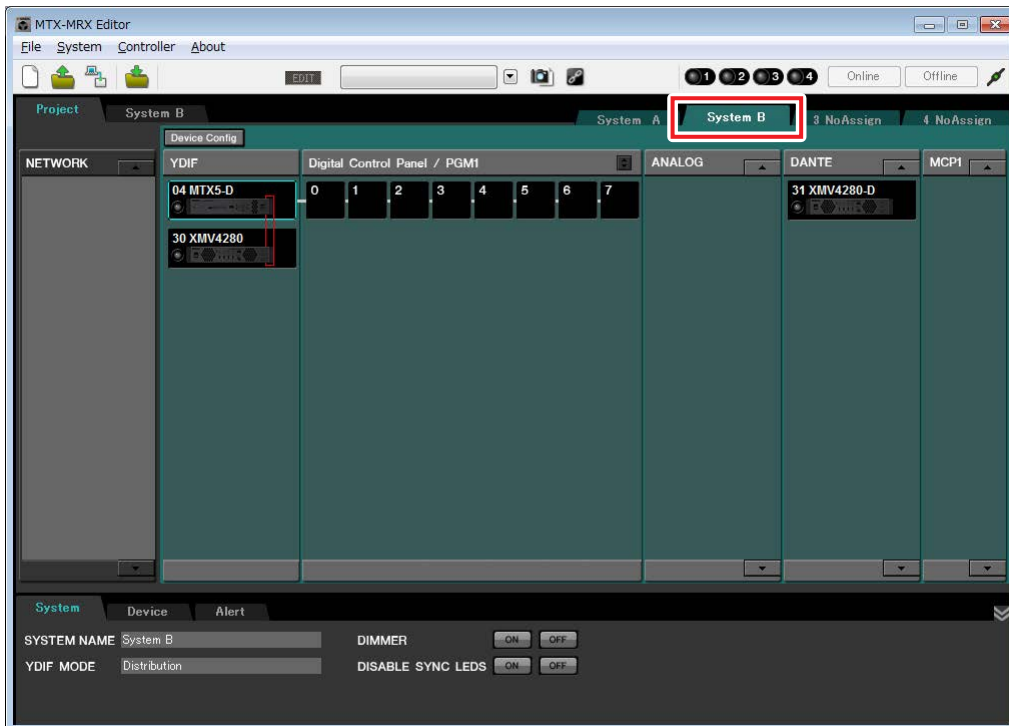 MTX-MRX Editor
File System Controller About
EDIT 1 2 3 4 Online Offline
Project System B System A System B 3 NoAssign 4 NoAssign
Device Config
NETWORK YDIF Digital Control Panel / PGM1 ANALOG DANTE MCP1
04 MTX5-D 0 1 2 3 4 5 6 7 31 XMV4280-D
30 XMV4280
System Device Alert
SYSTEM NAME System B DIMMER ON OFF
YDIF MODE Distribution DISABLE SYNC LEDS ON OFF